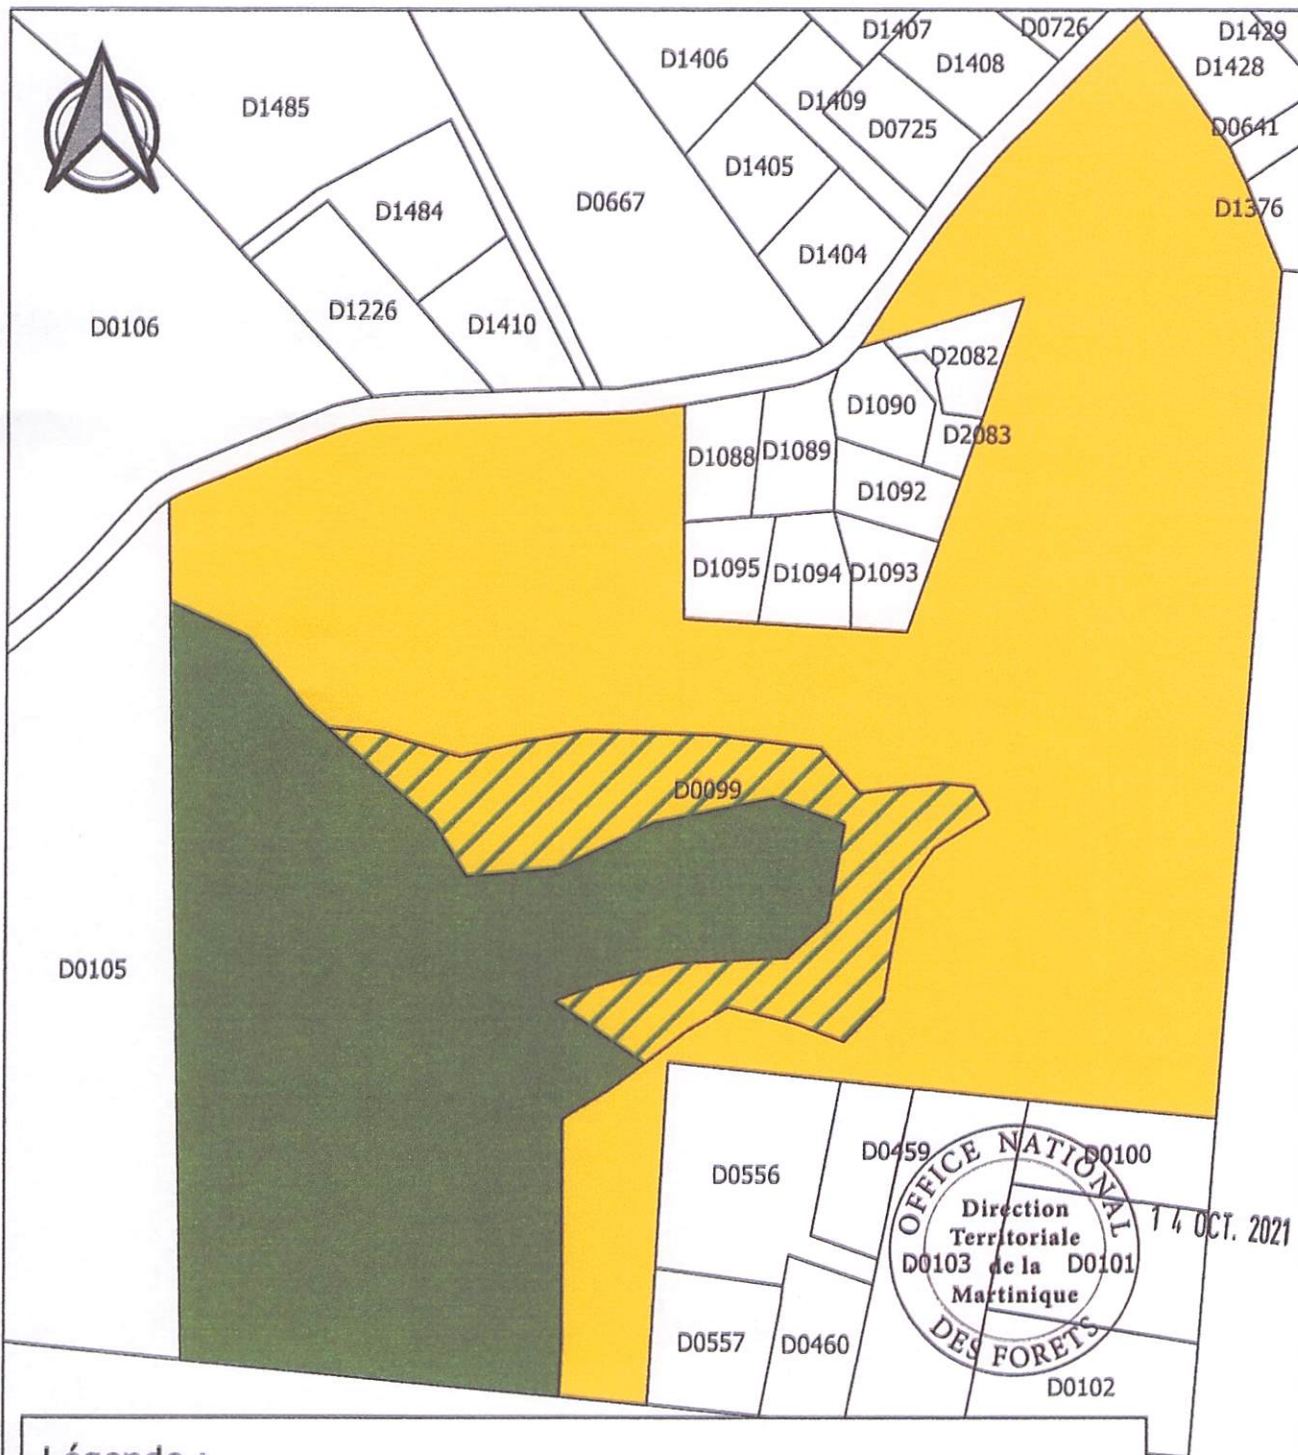 D1407
D0726
D1429
D1406
D1408
D1428
D1485
D1409
D0725
D0641
D1405
D1484
D0667
D1376
D1404
D1226
D1410
D0106
D2082
D1090
D2083
D1088
D1089
D1092
D1095
D1094
D1093
D0099
D0105
D0556
D0459
D0100
OFFICE NATIONAL
DES FORETS
Direction
Territoriale
de la
Martinique
14 OCT. 2021
D0103
D0101
D0557
D0460
D0102
Légende :